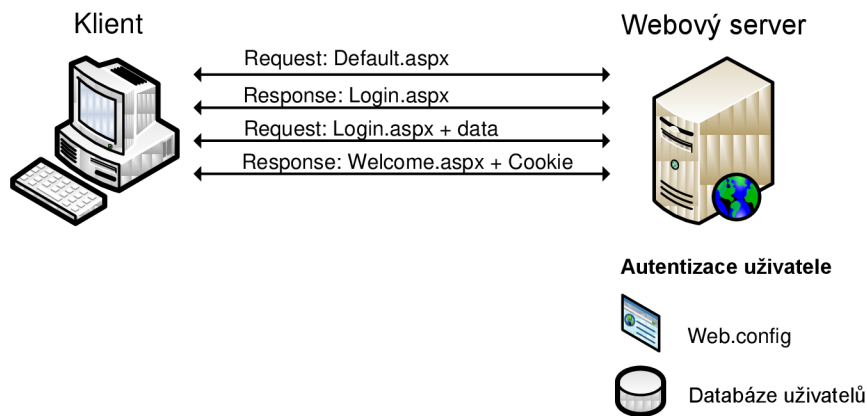 Klient
Webový server
Request: Default.aspx
Response: Login.aspx
Request: Login.aspx + data
Response: Welcome.aspx + Cookie
Autentizace uživatele
Web.config
Databáze uživatelů